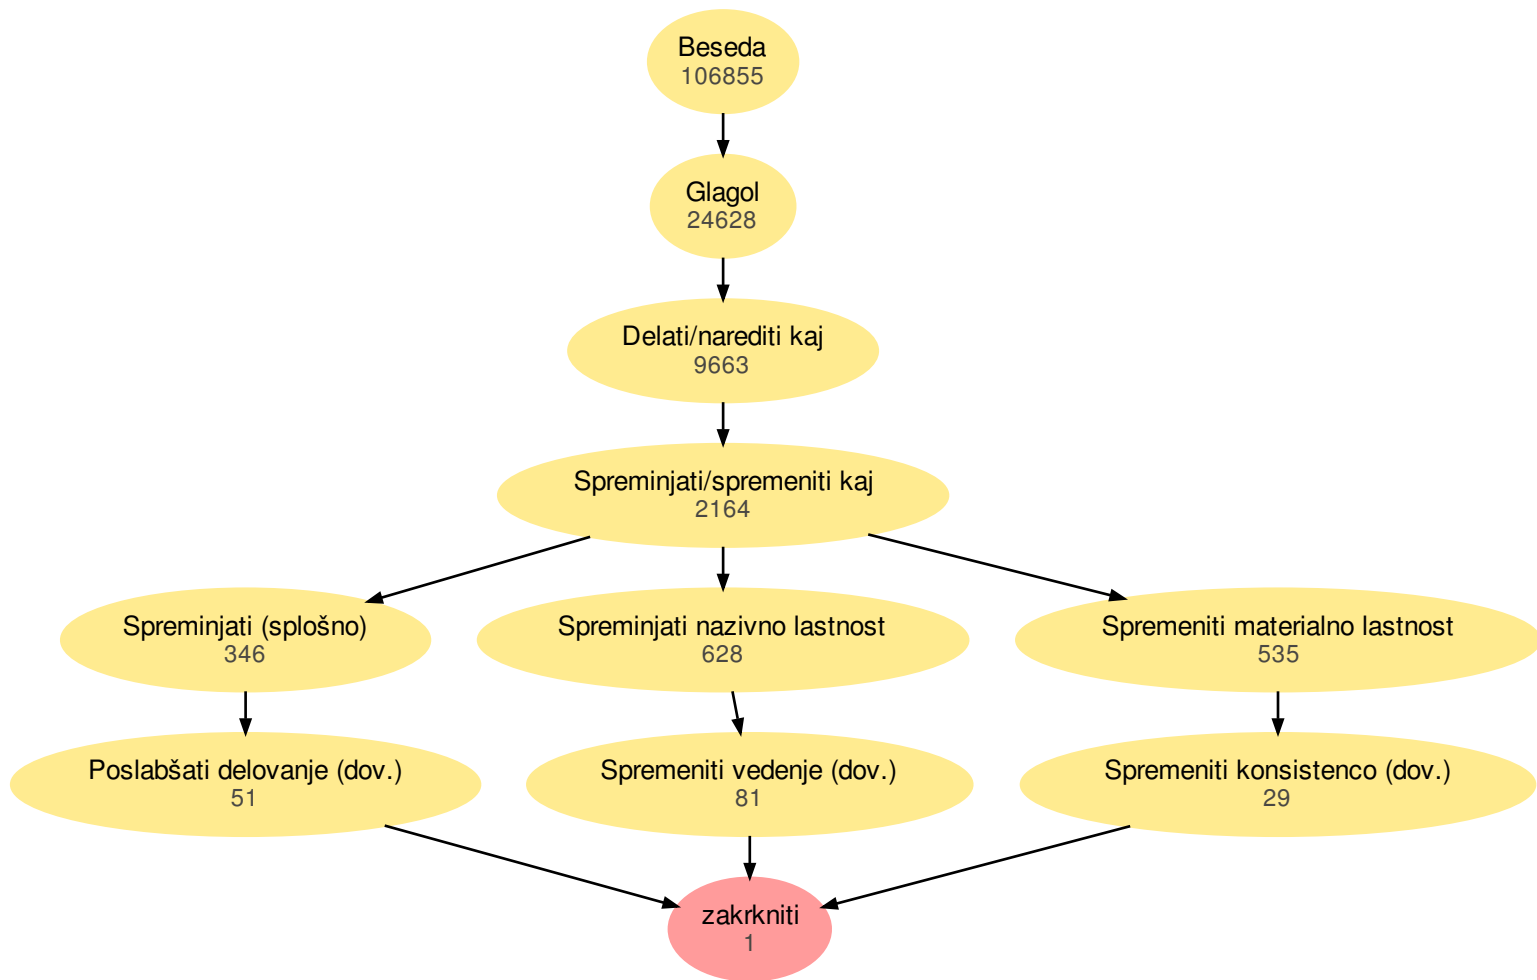 Beseda
106855
Glagol
24628
Delati/narediti kaj
9663
Spreminjati/spremeniti kaj
2164
Spreminjati (splošno)
346
Spreminjati nazivno lastnost
628
Spremeniti materialno lastnost
535
Poslabšati delovanje (dov.)
51
Spremeniti vedenje (dov.)
81
Spremeniti konsistenco (dov.)
29
zakrkniti
1